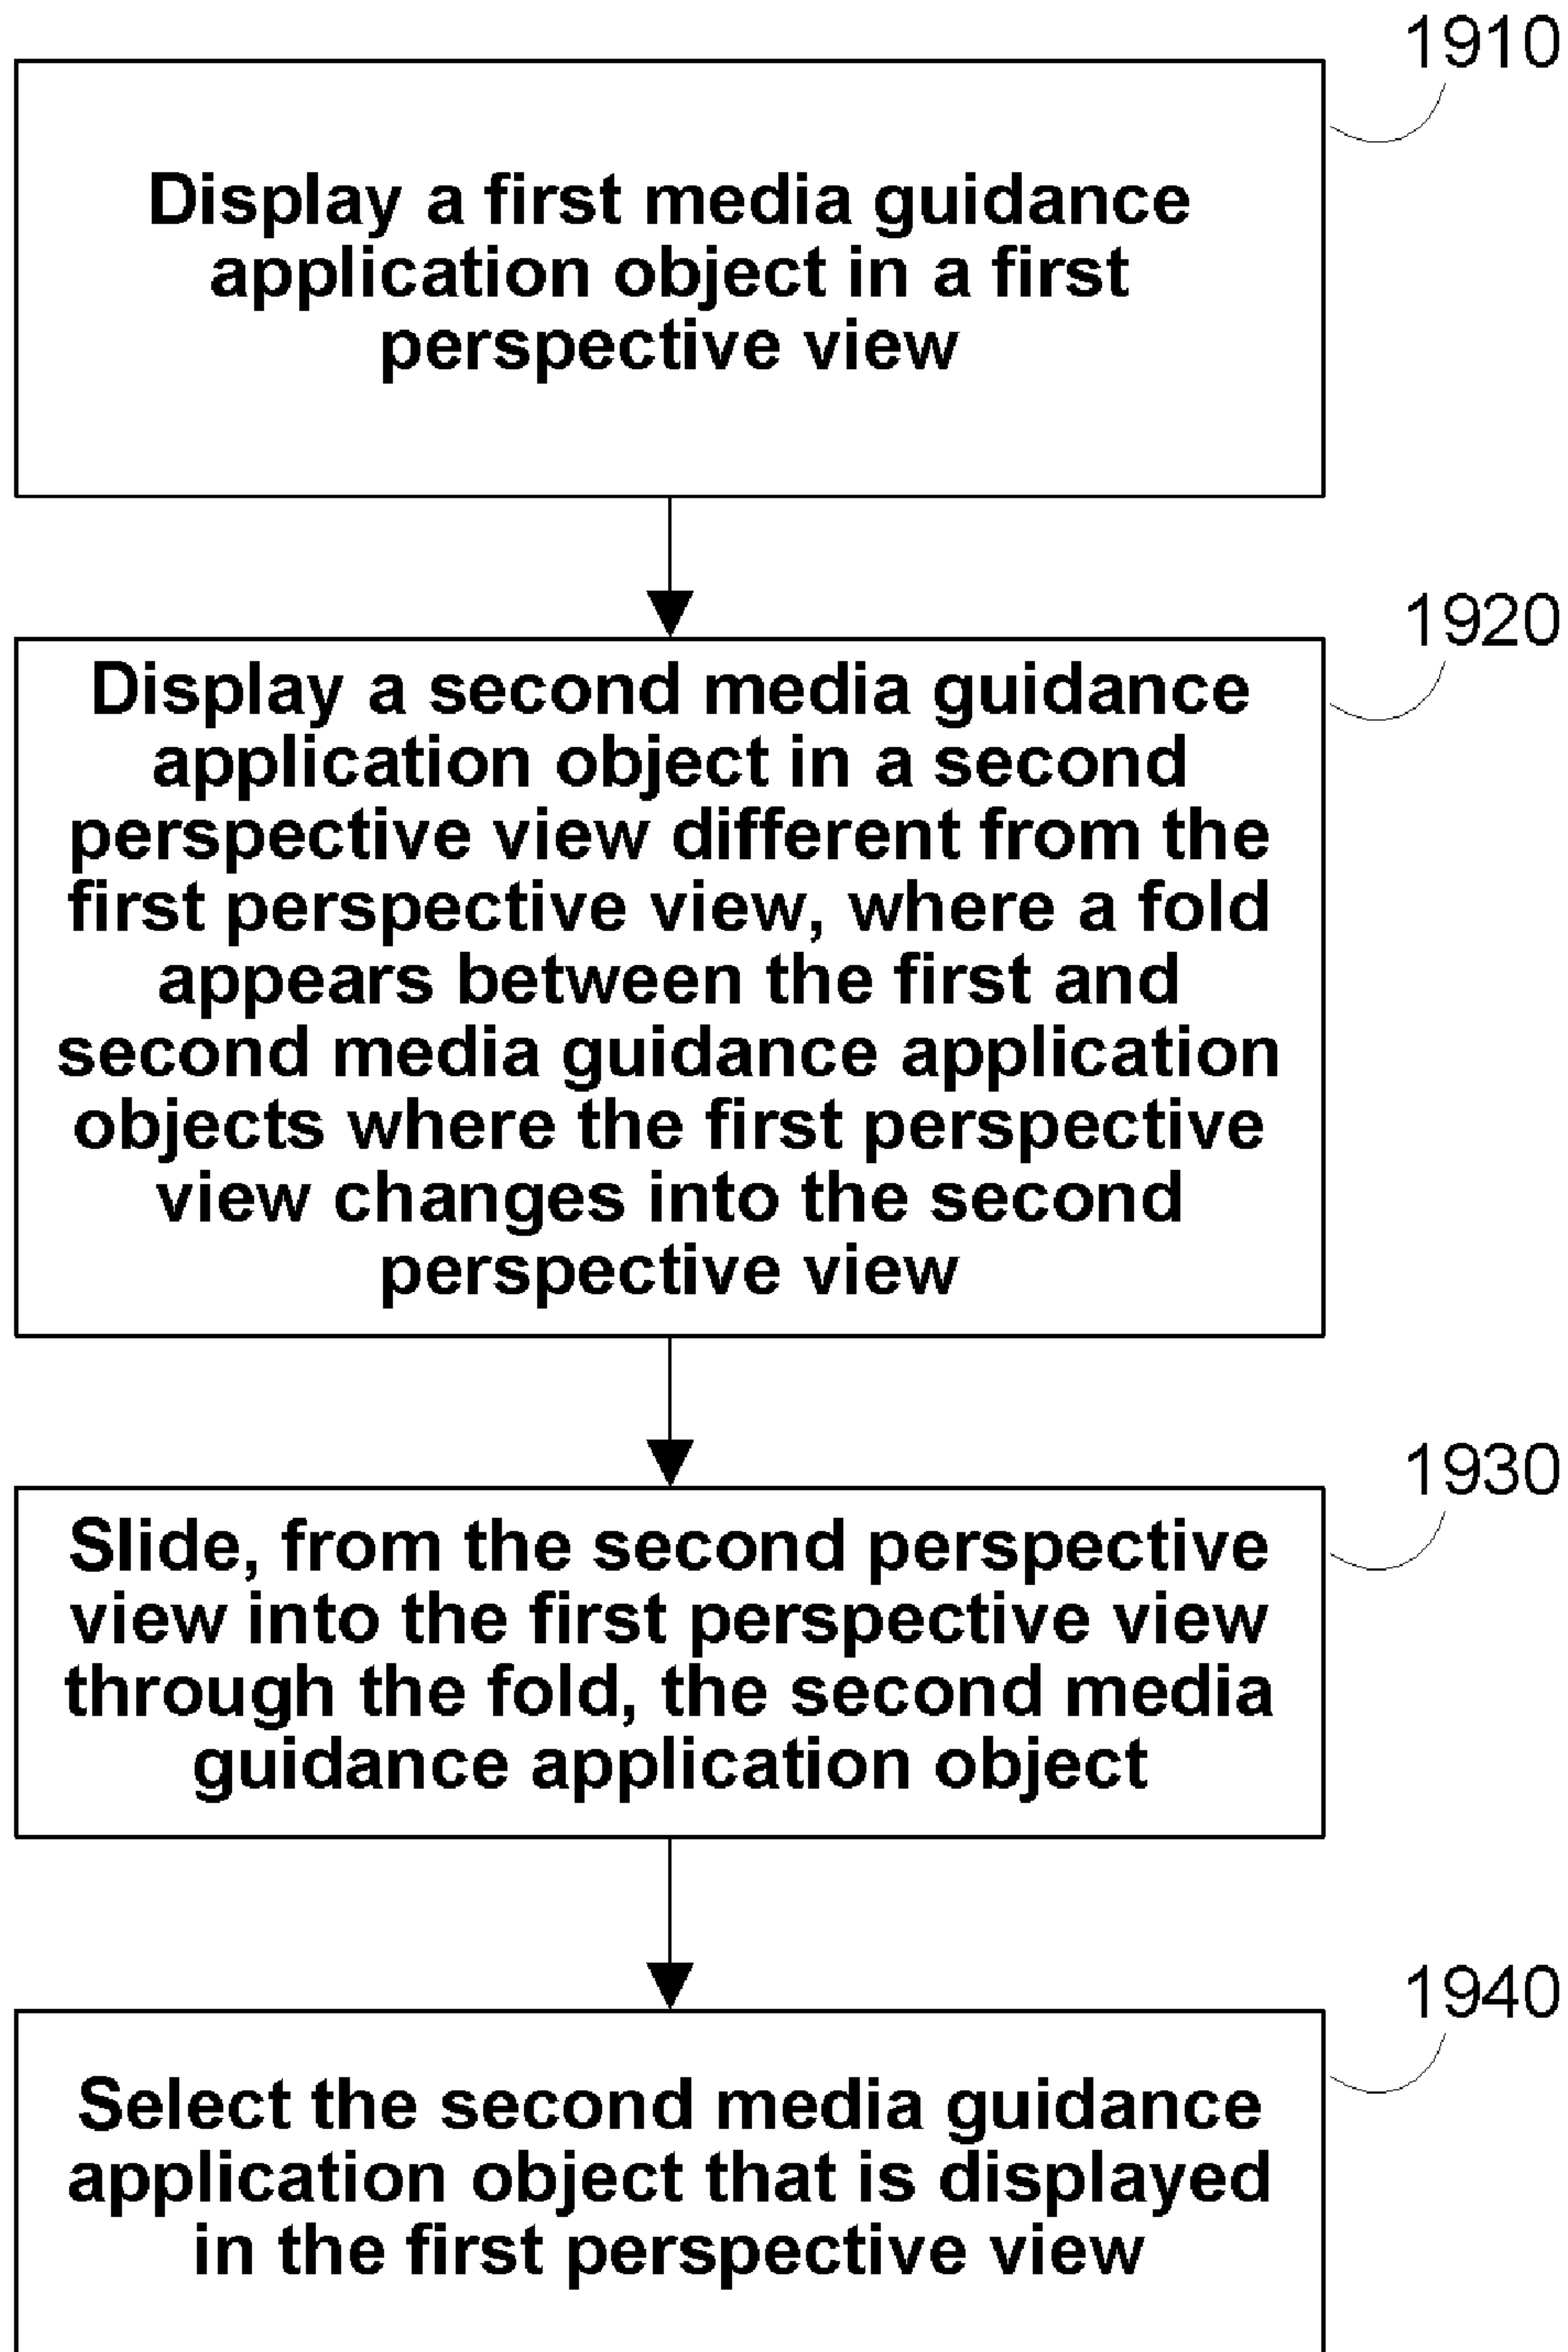 1910
Display a first media guidance
application object in a first
perspective view
1920
Display a second media guidance
application object in a second
perspective view different from the
first perspective view, where a fold
appears between the first and
second media guidance application
objects where the first perspective
view changes into the second
perspective view
1930
Slide, from the second perspective
view into the first perspective view
through the fold, the second media
guidance application object
1940
Select the second media guidance
application object that is displayed
in the first perspective view